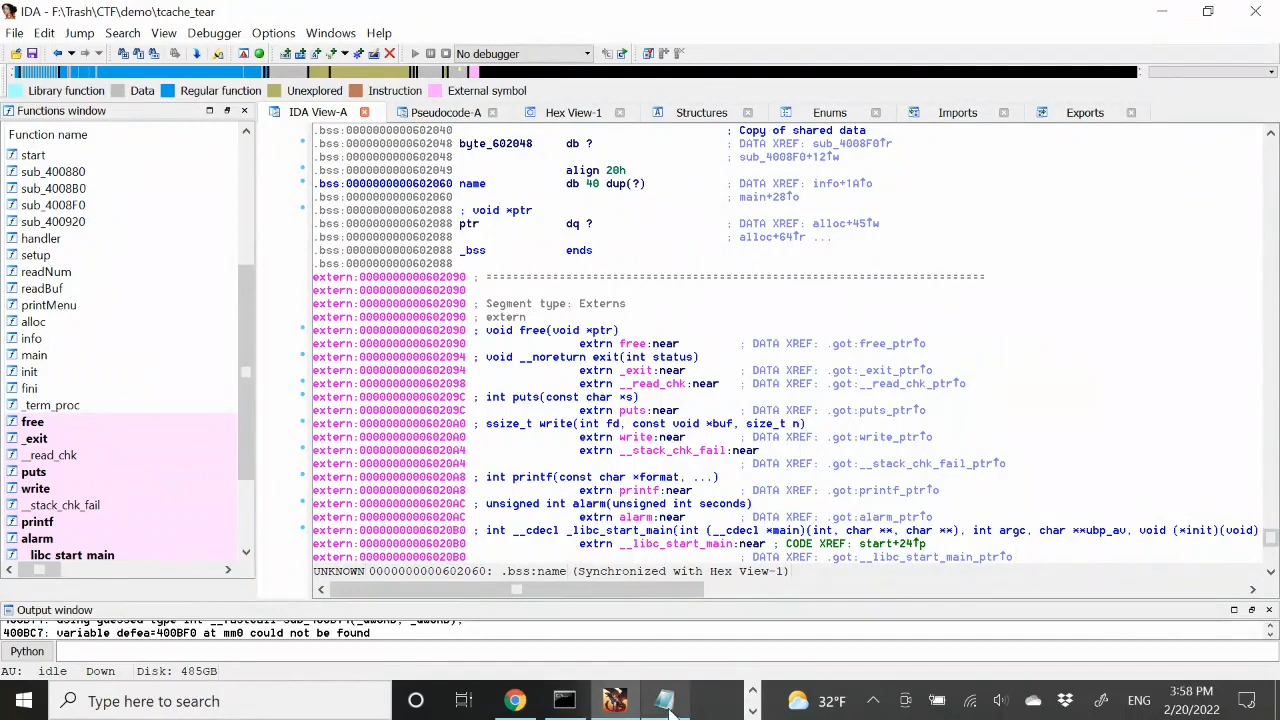 IDA - F:\Trash\CTF\demo\tcache_tear
File Edit Jump Search View Debugger Options Windows Help
No debugger
Library function Data Regular function Unexplored Instruction External symbol
Functions window
IDA View-A Pseudocode-A Hex View-1 Structures Enums Imports Exports
Function name
start
sub_400880
sub_4008B0
sub_4008F0
sub_400920
handler
setup
readNum
readBuf
printMenu
alloc
info
main
init
fini
_term_proc
free
_exit
__read_chk
puts
write
__stack_chk_fail
printf
alarm
libc start main
.bss:0000000000602040 ; Copy of shared data
.bss:0000000000602048 byte_602048 db ? ; DATA XREF: sub_4008F0↑r
.bss:0000000000602048 ; sub_4008F0+12↑w
.bss:0000000000602049 align 20h
.bss:0000000000602060 name db 40 dup(?) ; DATA XREF: info+1A↑o
.bss:0000000000602060 ; main+28↑o
.bss:0000000000602088 ; void *ptr
.bss:0000000000602088 ptr dq ? ; DATA XREF: alloc+45↑w
.bss:0000000000602088 ; alloc+64↑r ...
.bss:0000000000602088 _bss ends
.bss:0000000000602088
extern:0000000000602090 ; ===========================================================================
extern:0000000000602090
extern:0000000000602090 ; Segment type: Externs
extern:0000000000602090 ; extern
extern:0000000000602090 ; void free(void *ptr)
extern:0000000000602090 extrn free:near ; DATA XREF: .got:free_ptr↑o
extern:0000000000602094 ; void __noreturn exit(int status)
extern:0000000000602094 extrn _exit:near ; DATA XREF: .got:_exit_ptr↑o
extern:0000000000602098 extrn __read_chk:near ; DATA XREF: .got:__read_chk_ptr↑o
extern:000000000060209C ; int puts(const char *s)
extern:000000000060209C extrn puts:near ; DATA XREF: .got:puts_ptr↑o
extern:00000000006020A0 ; ssize_t write(int fd, const void *buf, size_t n)
extern:00000000006020A0 extrn write:near ; DATA XREF: .got:write_ptr↑o
extern:00000000006020A4 extrn __stack_chk_fail:near
extern:00000000006020A4 ; DATA XREF: .got:__stack_chk_fail_ptr↑o
extern:00000000006020A8 ; int printf(const char *format, ...)
extern:00000000006020A8 extrn printf:near ; DATA XREF: .got:printf_ptr↑o
extern:00000000006020AC ; unsigned int alarm(unsigned int seconds)
extern:00000000006020AC extrn alarm:near ; DATA XREF: .got:alarm_ptr↑o
extern:00000000006020B0 ; int __cdecl _libc_start_main(int (__cdecl *main)(int, char **, char **), int argc, char **ubp_av, void (*init)(void)
extern:00000000006020B0 extrn __libc_start_main:near ; CODE XREF: start+24↑p
extern:00000000006020B0 ; DATA XREF: .got:__libc_start_main_ptr↑o
UNKNOWN 0000000000602060: .bss:name (Synchronized with Hex View-1)
Output window
400BC7: variable defea=400BF0 at mm0 could not be found
Python
AU: idle Down Disk: 485GB
Type here to search
32°F
ENG
3:58 PM
2/20/2022